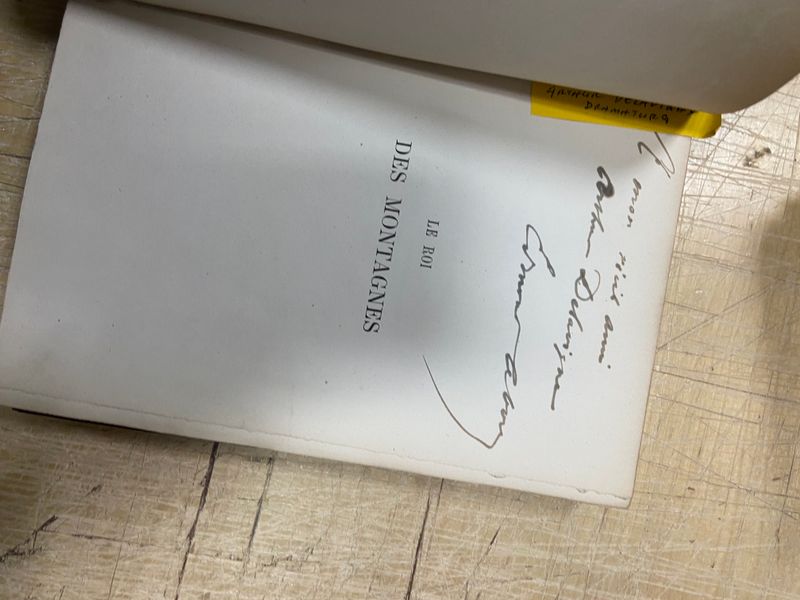 ARTHUR DELAVIGNE
DRAMATURG
A mon vieil ami
Arthur Delavigne
Edmond About
LE ROI
DES MONTAGNES